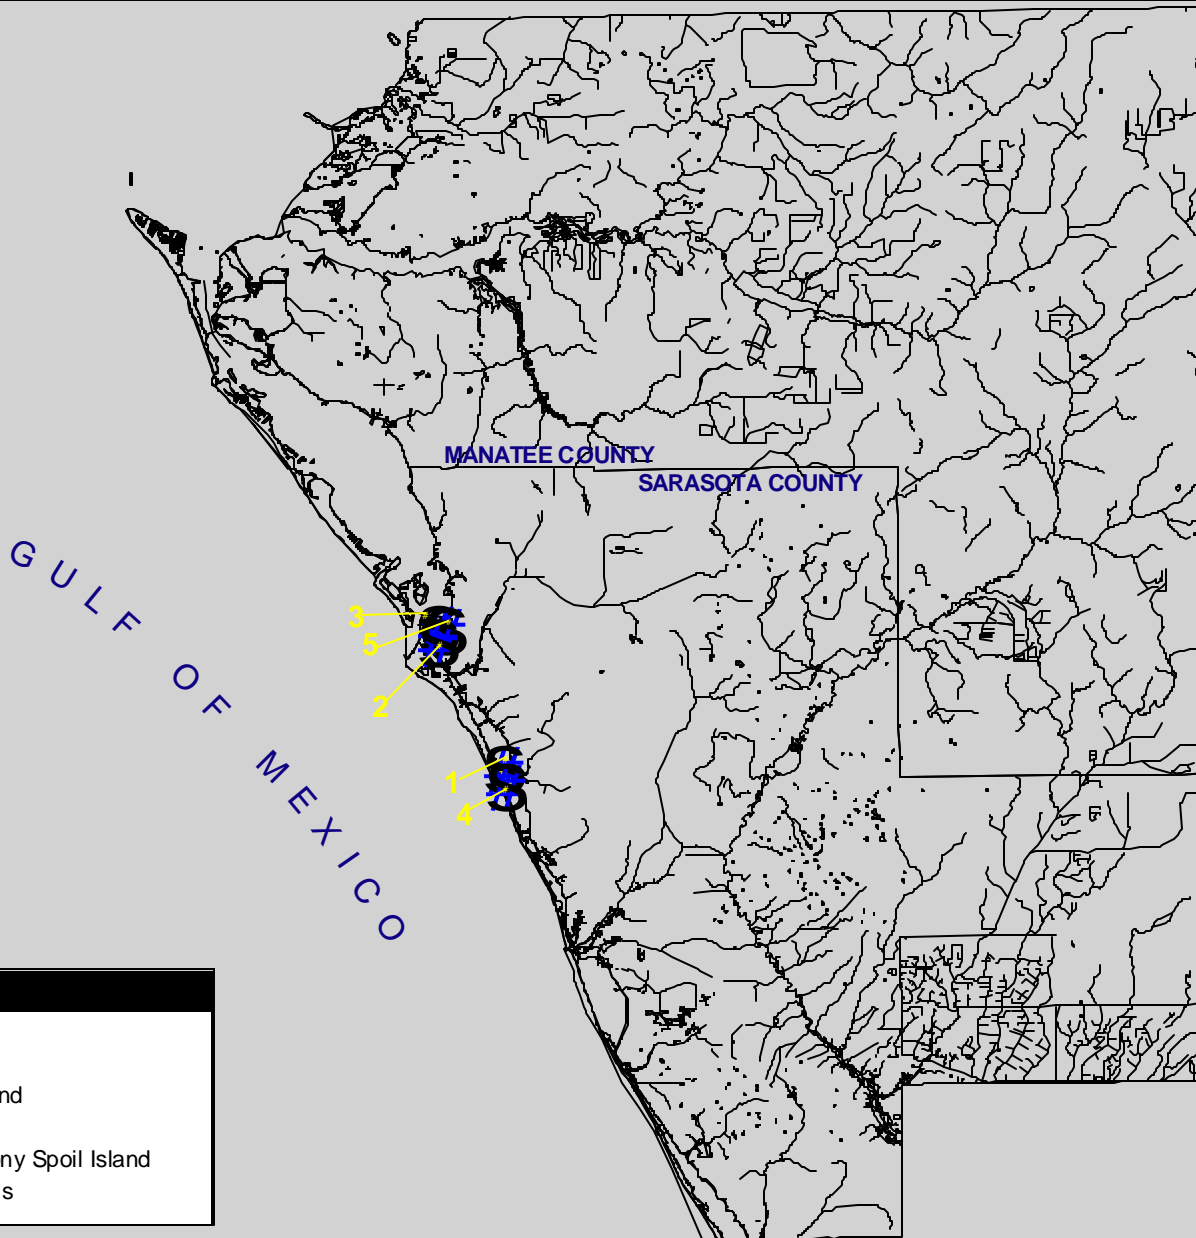 MANATEE COUNTY
SARASOTA COUNTY
GULF OF MEXICO
3
5
2
1
4
nd
ny Spoil Island
s